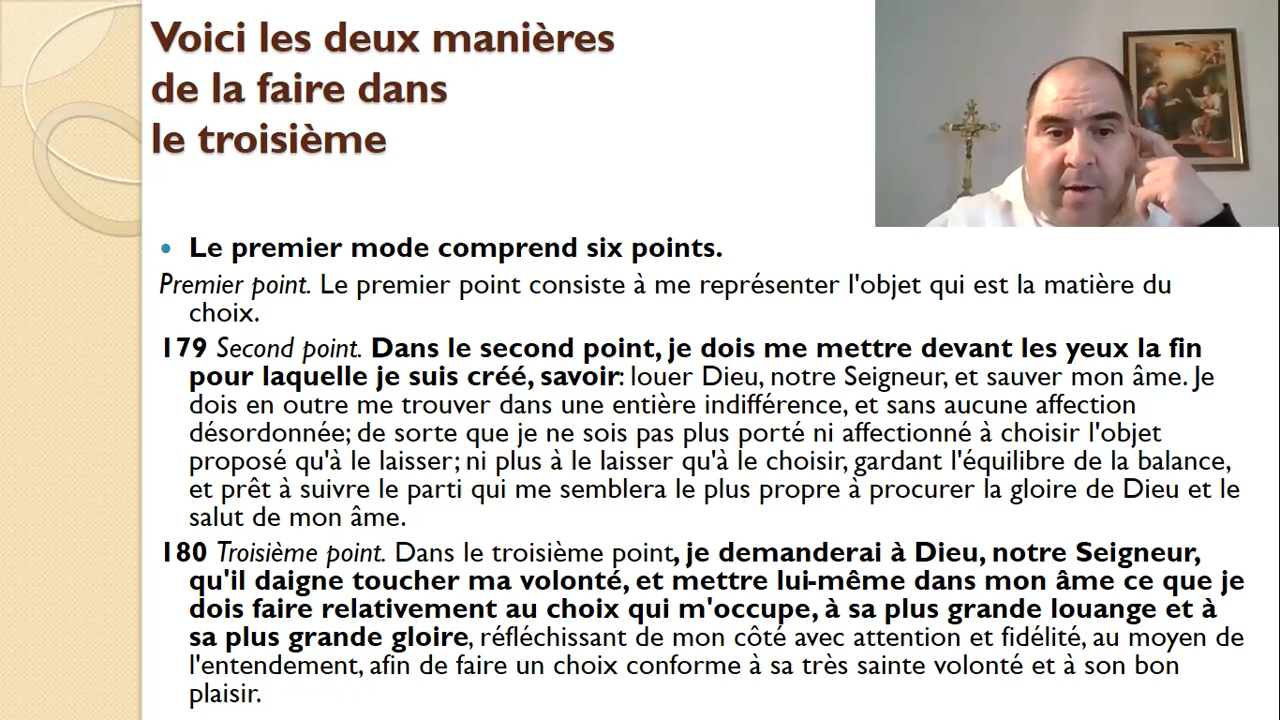 Voici les deux manières
de la faire dans
le troisième
• Le premier mode comprend six points.
Premier point. Le premier point consiste à me représenter l'objet qui est la matière du
choix.
179 Second point. Dans le second point, je dois me mettre devant les yeux la fin
pour laquelle je suis créé, savoir: louer Dieu, notre Seigneur, et sauver mon âme. Je
dois en outre me trouver dans une entière indifférence, et sans aucune affection
désordonnée; de sorte que je ne sois pas plus porté ni affectionné à choisir l'objet
proposé qu'à le laisser; ni plus à le laisser qu'à le choisir, gardant l'équilibre de la balance,
et prêt à suivre le parti qui me semblera le plus propre à procurer la gloire de Dieu et le
salut de mon âme.
180 Troisième point. Dans le troisième point, je demanderai à Dieu, notre Seigneur,
qu'il daigne toucher ma volonté, et mettre lui-même dans mon âme ce que je
dois faire relativement au choix qui m'occupe, à sa plus grande louange et à
sa plus grande gloire, réfléchissant de mon côté avec attention et fidélité, au moyen de
l'entendement, afin de faire un choix conforme à sa très sainte volonté et à son bon
plaisir.